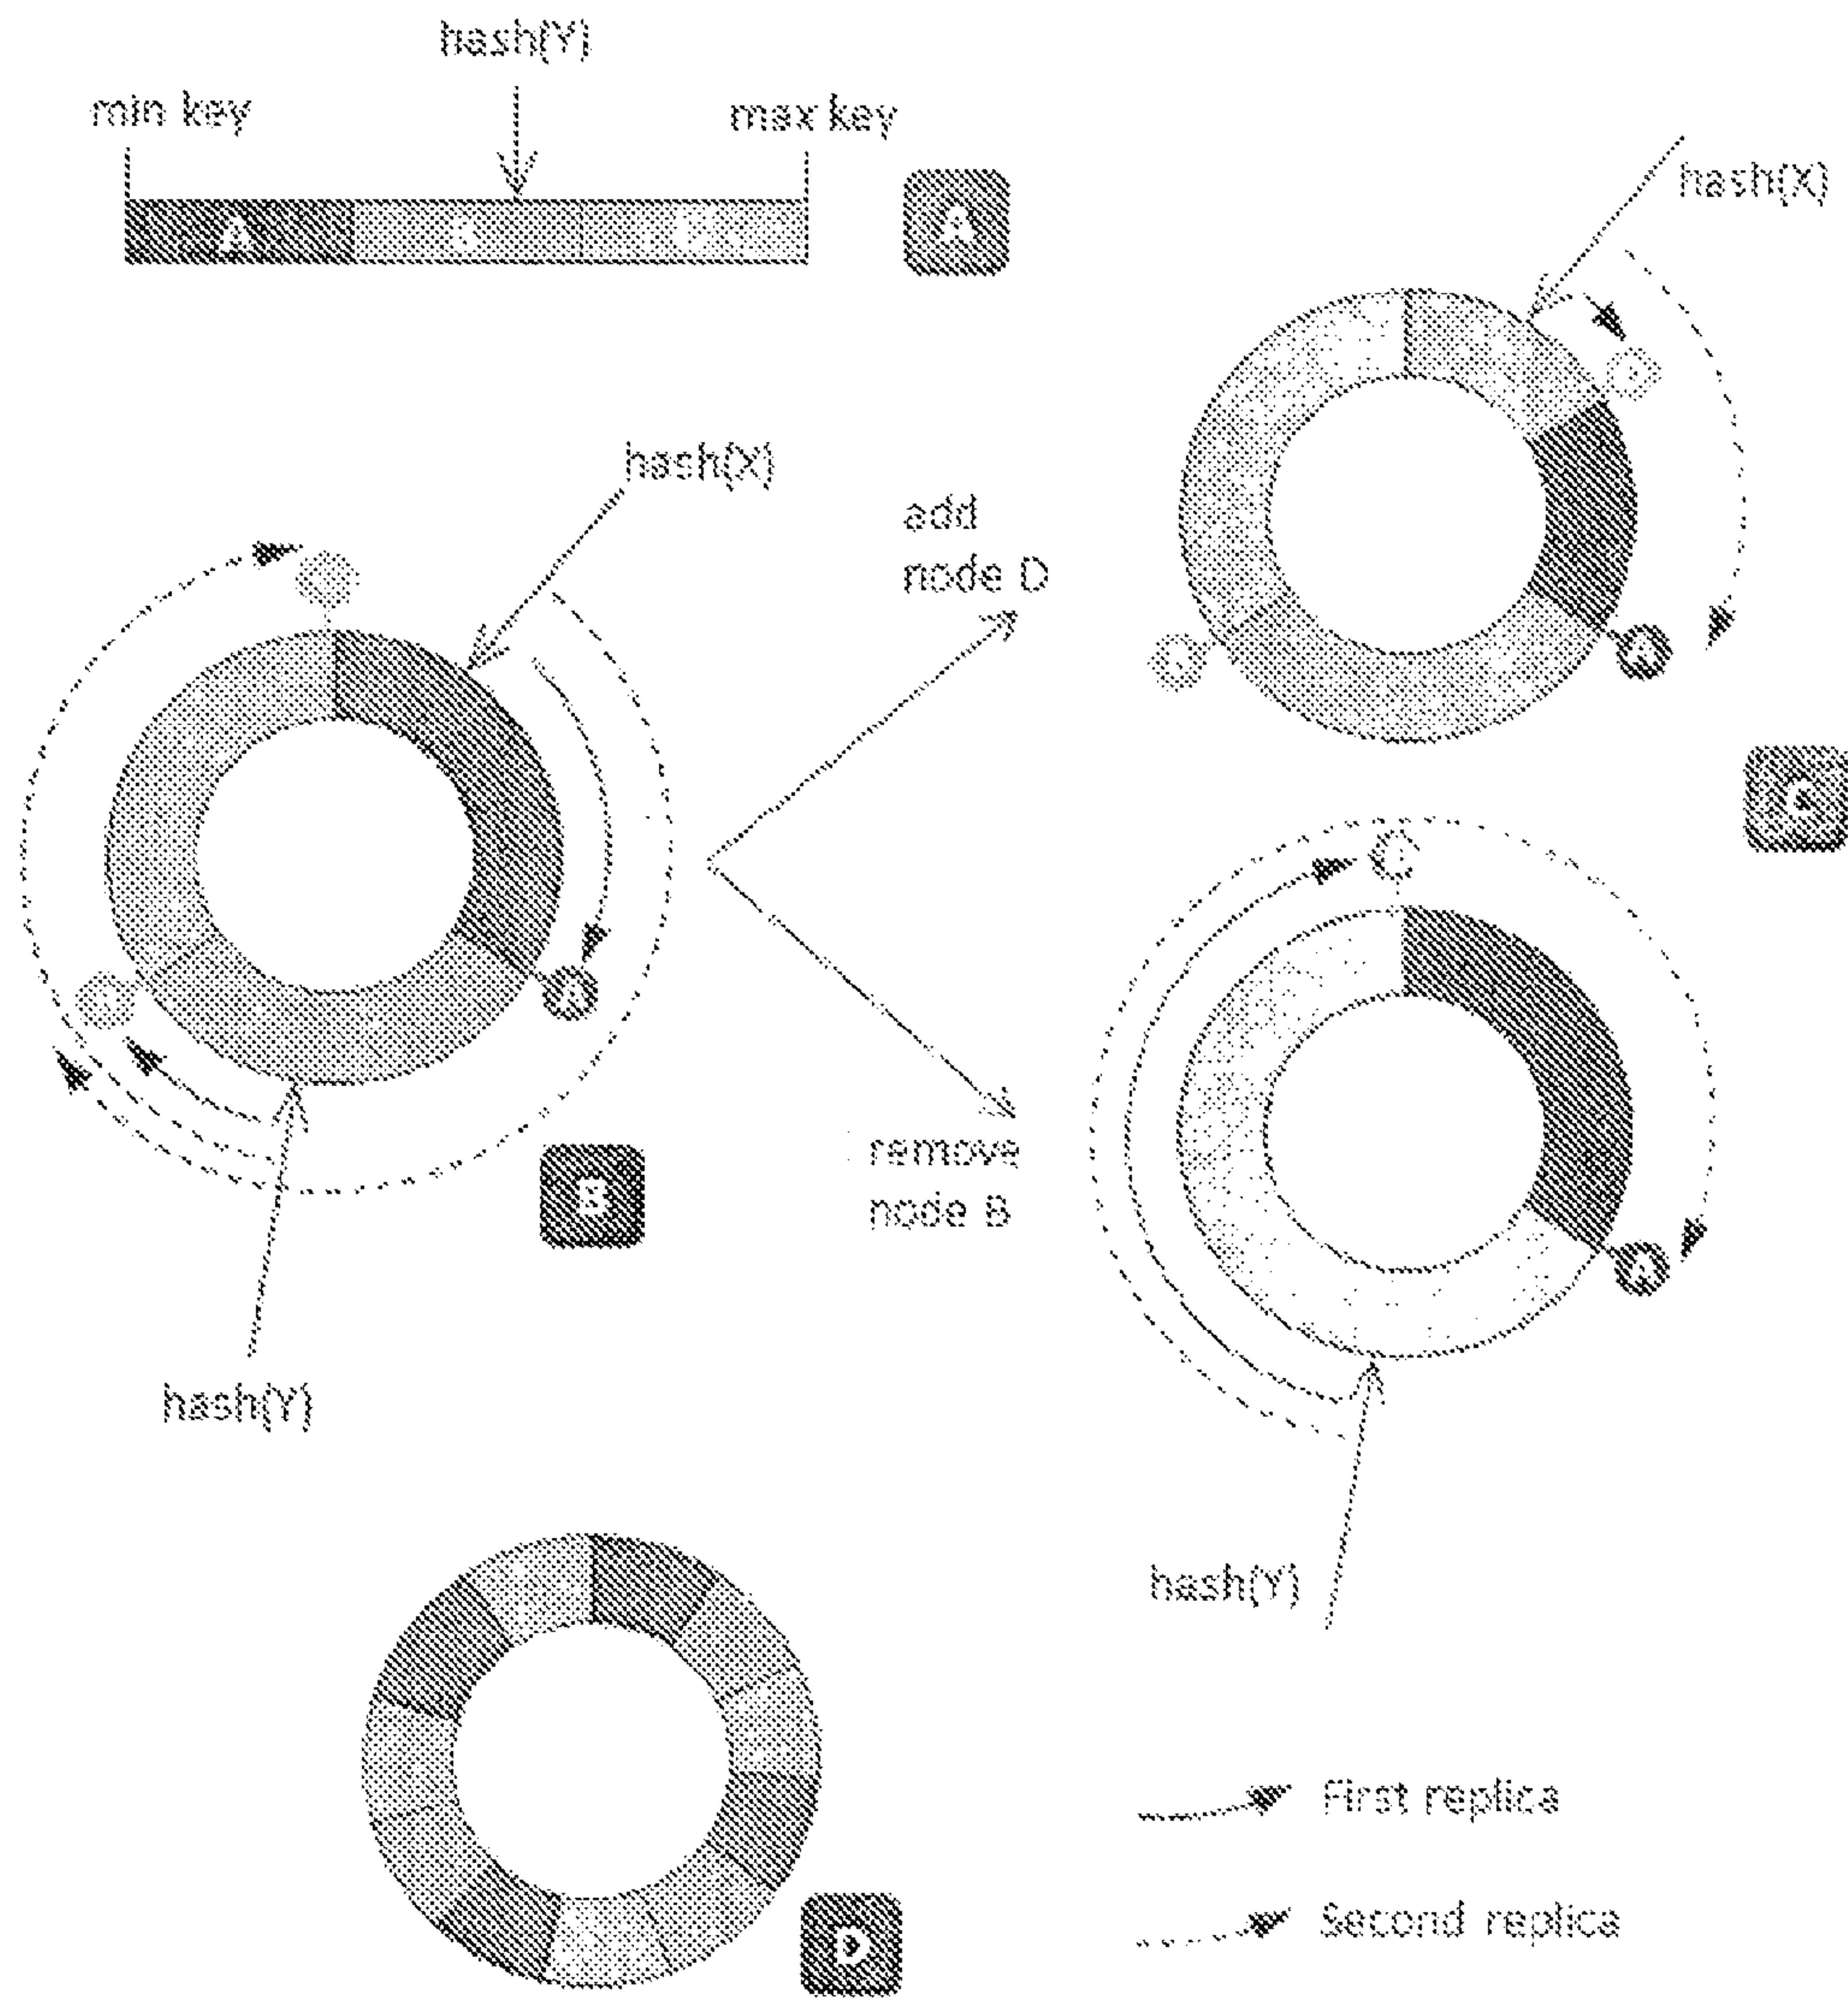 hash(Y)
min key
max key
A
A
hash(X)
hash(X)
add
node D
A
A
B
remove
node B
A
hash(Y)
hash(Y)
D
First replica
Second replica